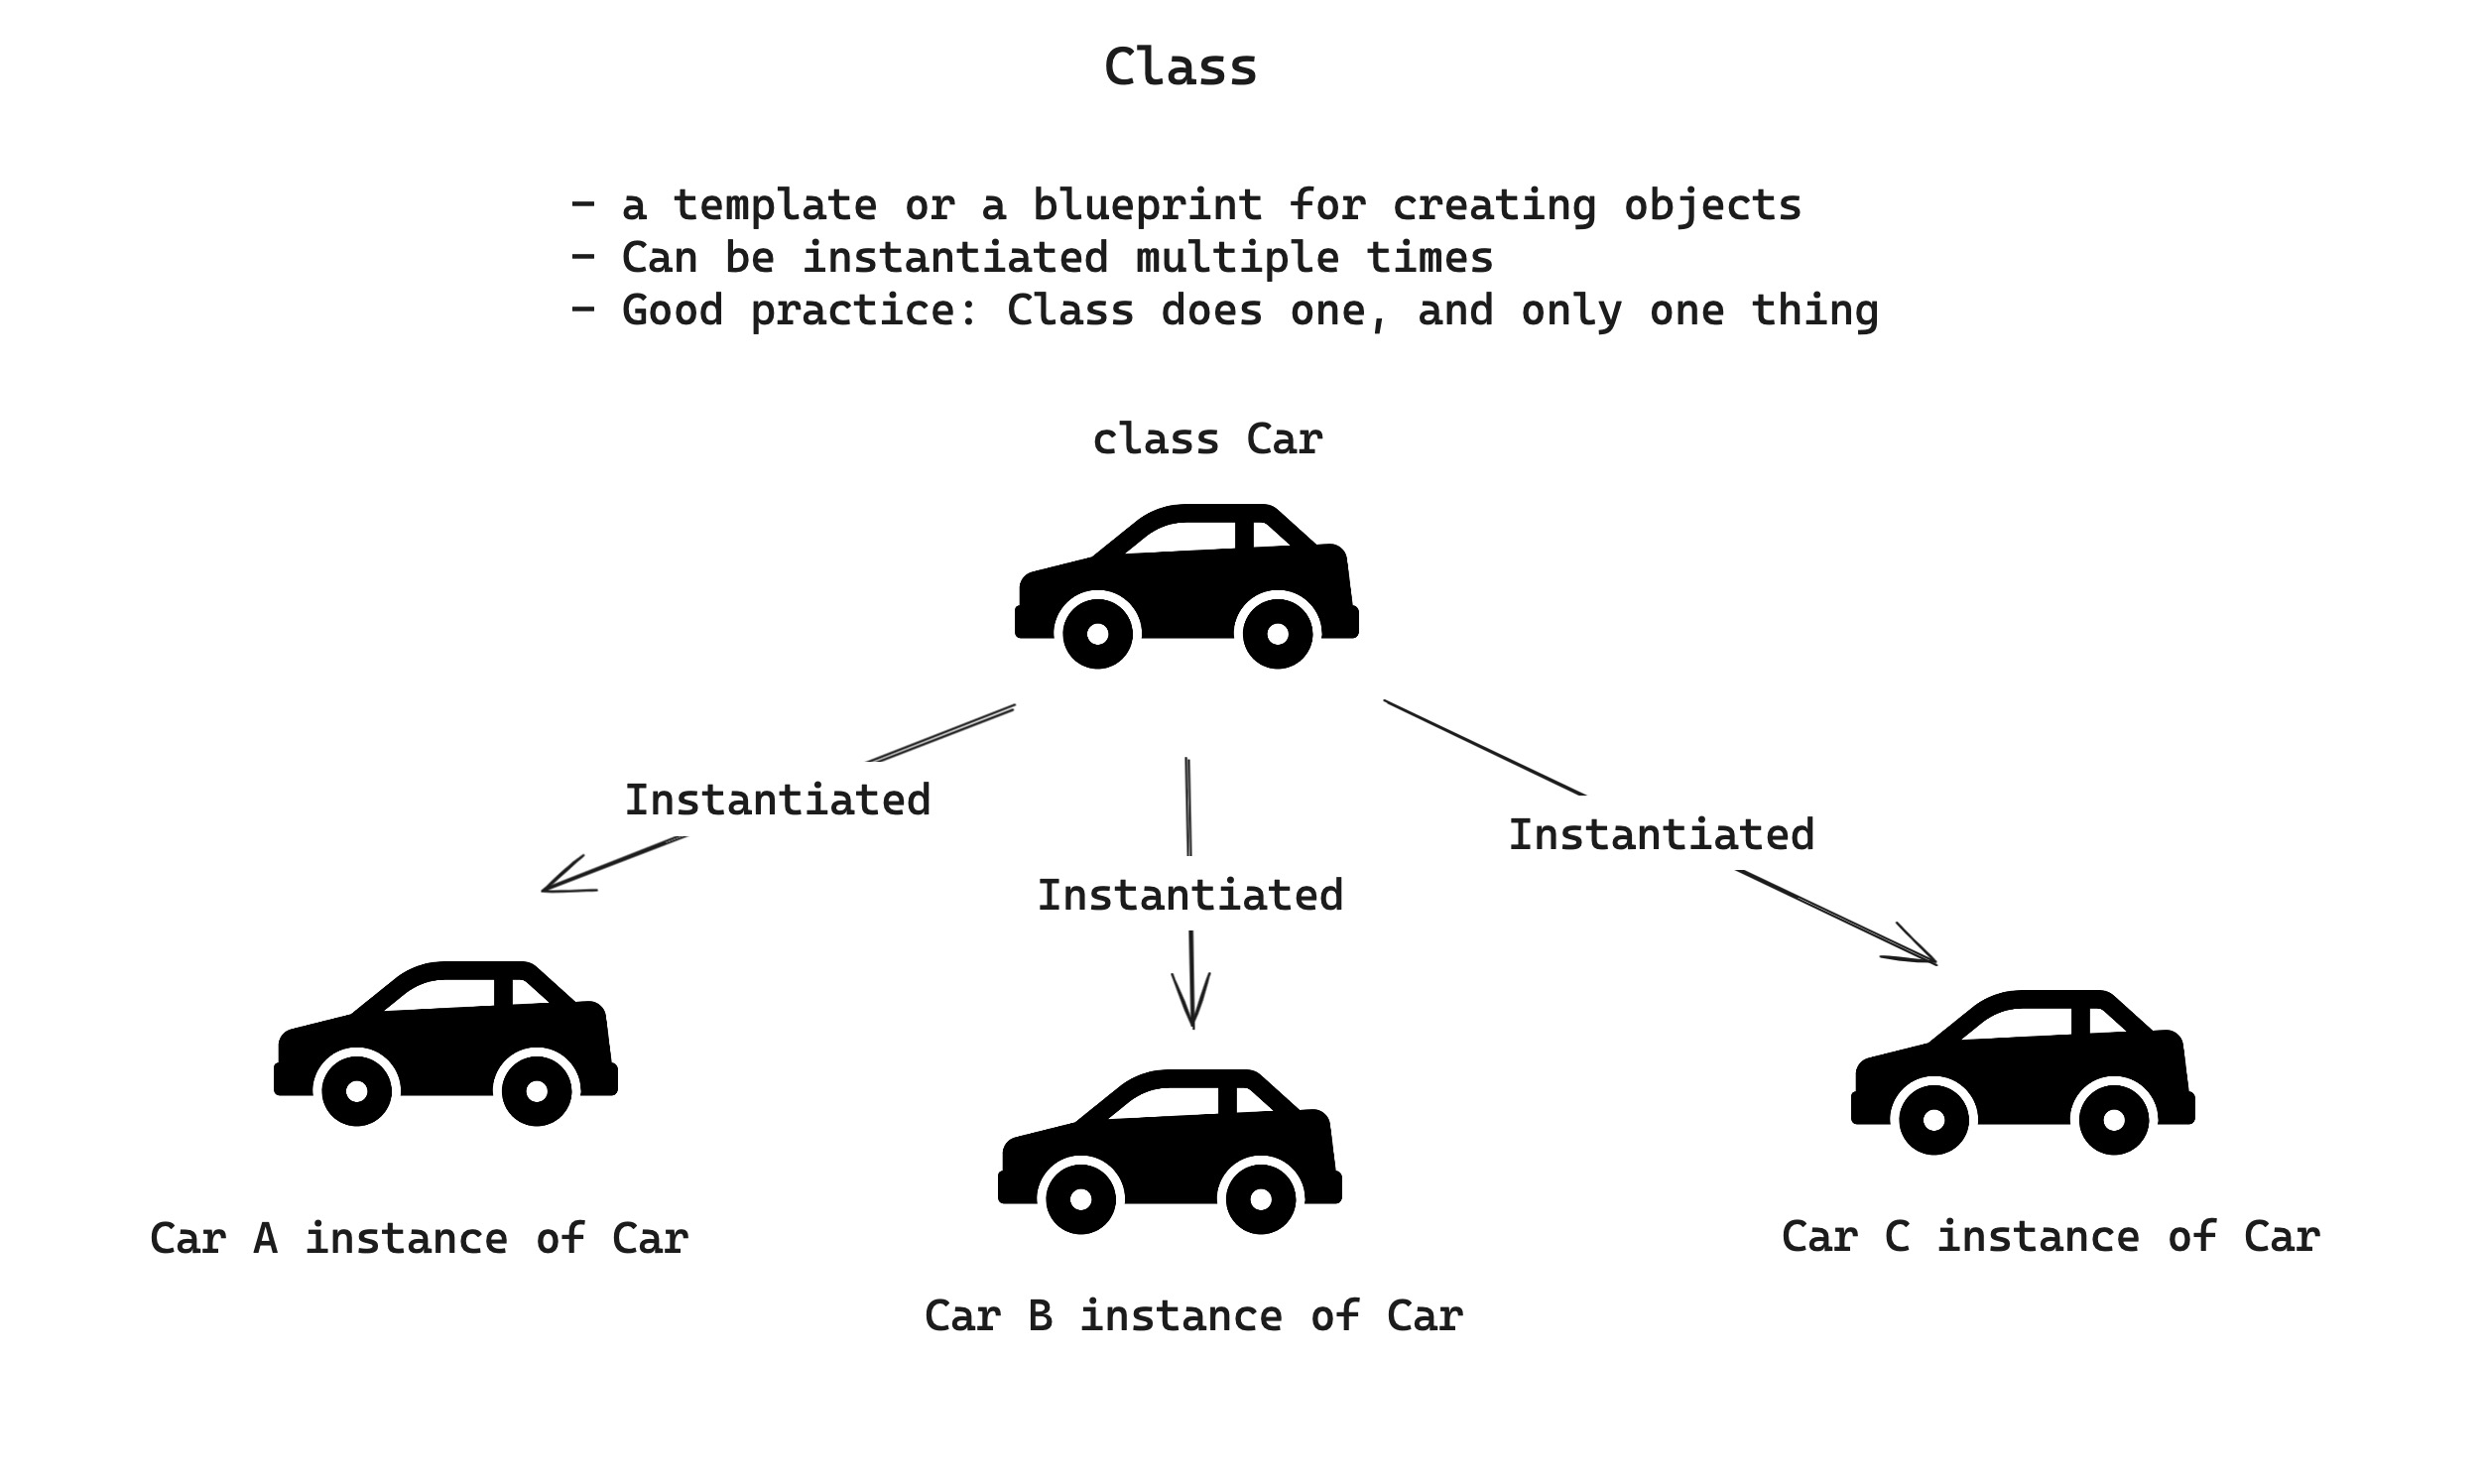 Class
- a template or a blueprint for creating objects
- Can be instantiated multiple times
- Good practice: Class does one, and only one thing
class Car
Instantiated
Instantiated
Instantiated
Car A instance of Car
Car B instance of Car
Car C instance of Car